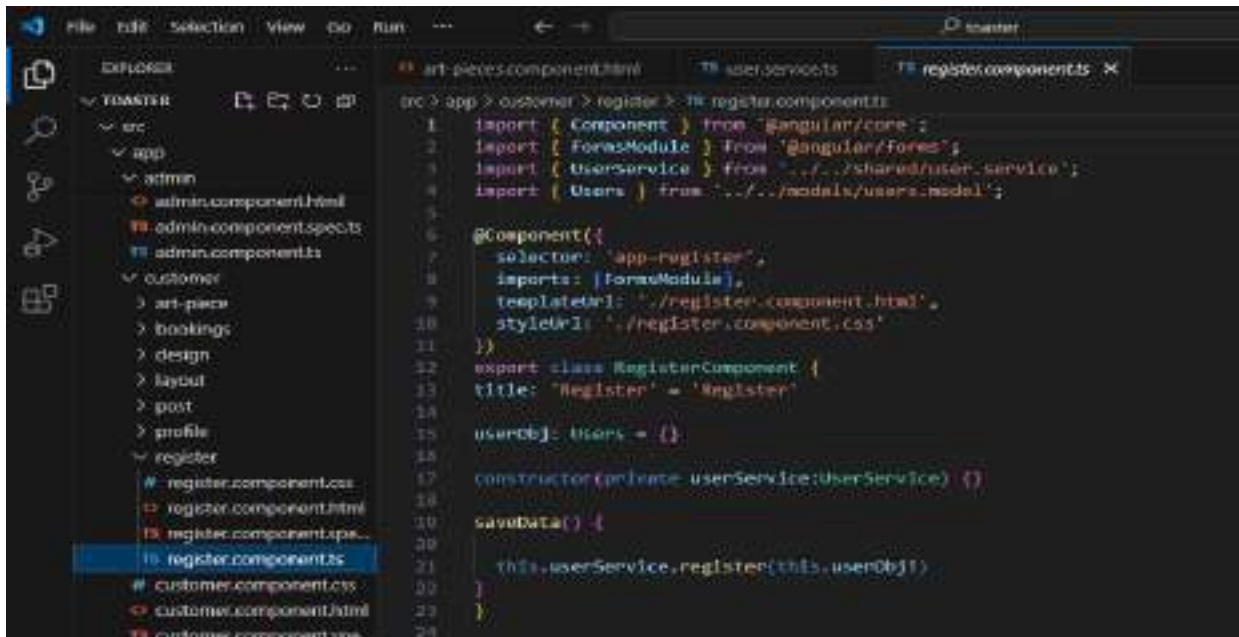 File Edit Selection View Go Run ... toaster
EXPLORER ...
TOASTER
src
app
admin
admin.component.html
admin.component.spec.ts
admin.component.ts
customer
art-piece
bookings
design
layout
post
profile
register
register.component.css
register.component.html
register.component.spe...
register.component.ts
customer.component.css
customer.component.html
customer.component.spe
art-pieces.component.html TS user.service.ts TS register.component.ts
src > app > customer > register > TS register.component.ts
1 import { Component } from '@angular/core';
2 import { FormsModule } from '@angular/forms';
3 import { UserService } from '../../shared/user.service';
4 import { Users } from '../../models/users.model';
5
6 @Component({
7 selector: 'app-register',
8 imports: [FormsModule],
9 templateUrl: './register.component.html',
10 styleUrl: './register.component.css'
11 })
12 export class RegisterComponent {
13 title: 'Register' = 'Register'
14
15 userObj: Users = {}
16
17 constructor(private userService:UserService) {}
18
19 saveData() {
20
21 this.userService.register(this.userObj!)
22 }
23 }
24